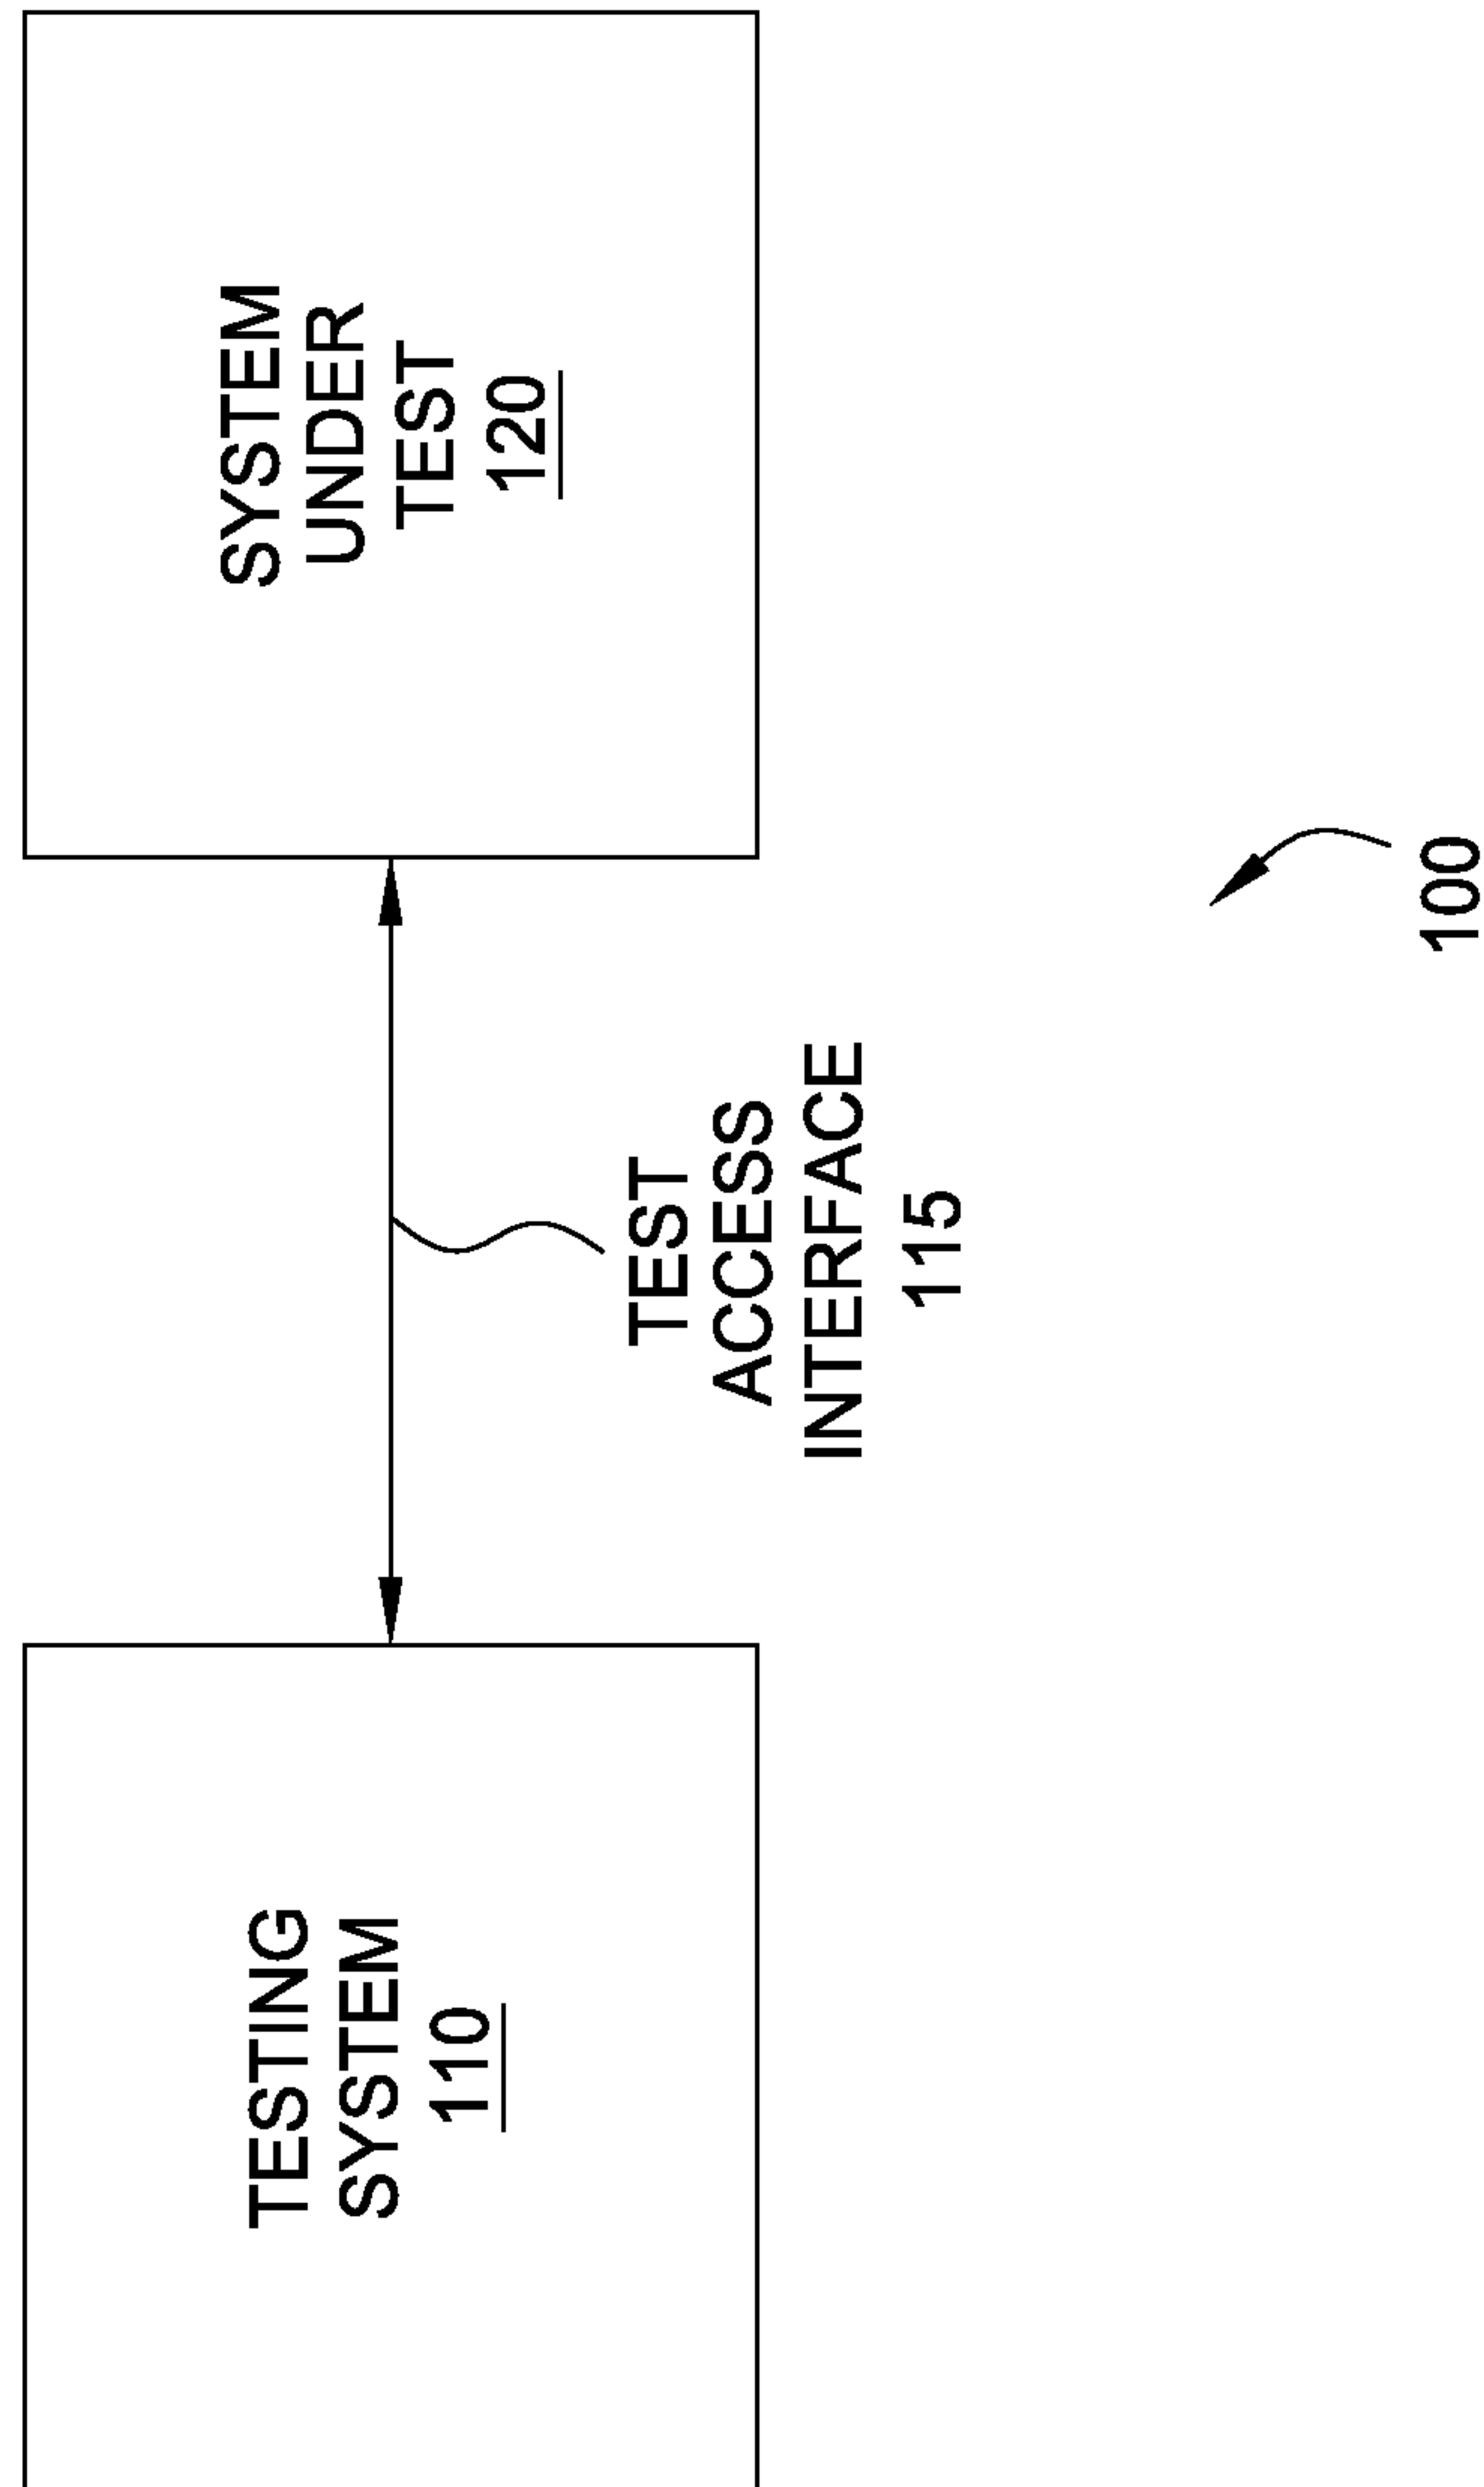 TESTING
SYSTEM
110
TEST
ACCESS
INTERFACE
115
SYSTEM
UNDER
TEST
120
100